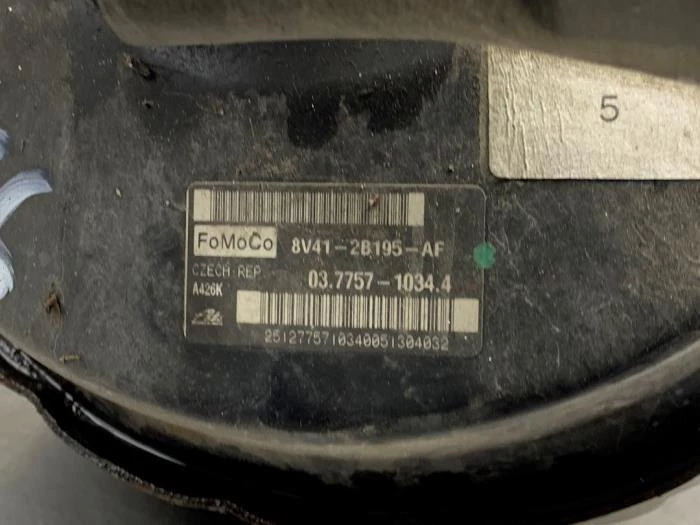 5
FoMoCo 8V41-2B195-AF
CZECH REP. 03.7757-1034.4
A426K
2512775710340051304032